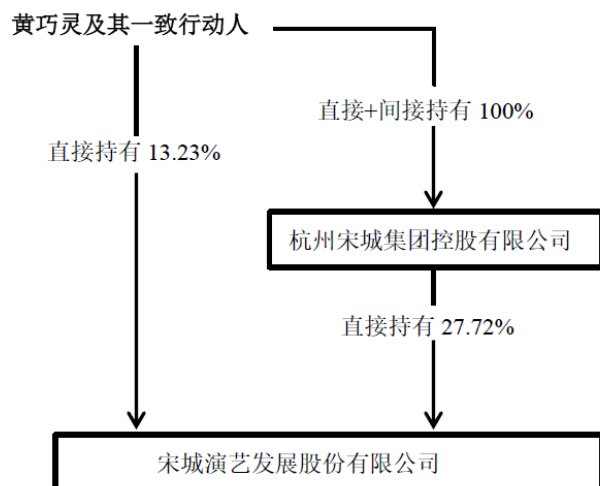 黄巧灵及其一致行动人
直接+间接持有 100%
直接持有 13.23%
杭州宋城集团控股有限公司
直接持有 27.72%
宋城演艺发展股份有限公司